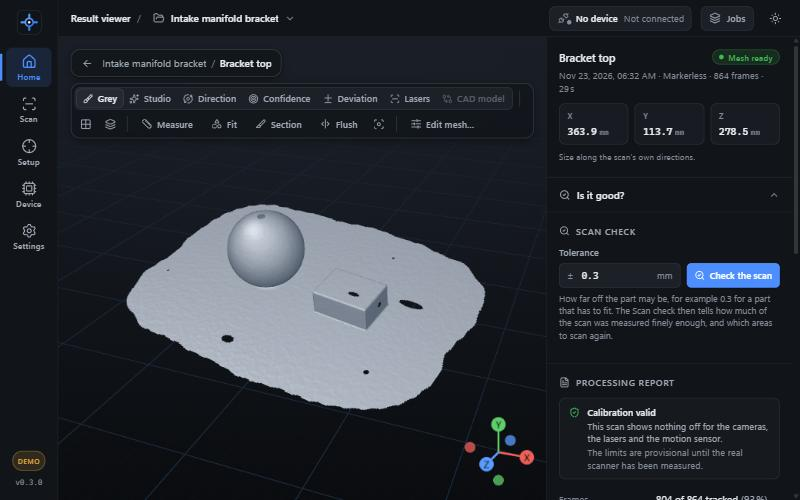 Result viewer / Intake manifold bracket
No device Not connected
Jobs
Home
Scan
Setup
Device
Settings
DEMO
v0.3.0
Intake manifold bracket / Bracket top
Grey Studio Direction Confidence Deviation Lasers CAD model
Measure Fit Section Flush Edit mesh...
Y
X
Z
Bracket top
Mesh ready
Nov 23, 2026, 06:32 AM · Markerless · 864 frames ·
29 s
X Y Z
363.9 mm 113.7 mm 278.5 mm
Size along the scan's own directions.
Is it good?
SCAN CHECK
Tolerance
± 0.3 mm
Check the scan
How far off the part may be, for example 0.3 for a part
that has to fit. The Scan check then tells how much of
the scan was measured finely enough, and which areas
to scan again.
PROCESSING REPORT
Calibration valid
This scan shows nothing off for the cameras,
the lasers and the motion sensor.
The limits are provisional until the real
scanner has been measured.
Frames 804 of 864 tracked (93%)